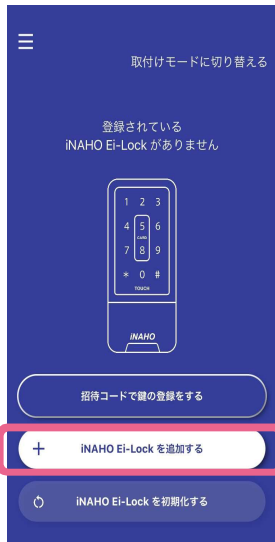 取付けモードに切り替える
登録されている
iNAHO Ei-Lock がありません
1 2 3
4 5 6
CARD
7 8 9
* 0 #
TOUCH
iNAHO
招待コードで鍵の登録をする
+ iNAHO Ei-Lock を追加する
iNAHO Ei-Lock を初期化する